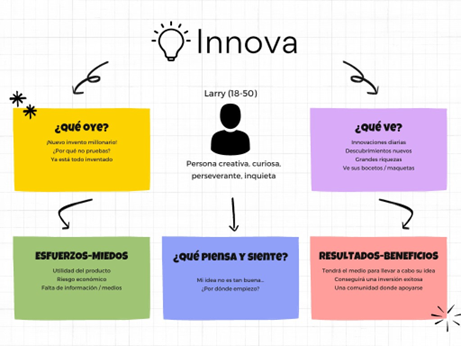 Innova
Larry (18-50)
¿QUÉ OYE?
¡Nuevo invento millonario!
¿Por qué no pruebas?
Ya está todo inventado
Persona creativa, curiosa,
perseverante, inquieta
¿QUÉ VE?
Innovaciones diarias
Descubrimientos nuevos
Grandes riquezas
Ve sus bocetos / maquetas
ESFUERZOS-MIEDOS
Utilidad del producto
Riesgo económico
Falta de información / medios
¿QUÉ PIENSA Y SIENTE?
Mi idea no es tan buena...
¿Por dónde empiezo?
RESULTADOS-BENEFICIOS
Tendrá el medio para llevar a cabo su idea
Conseguirá una inversión exitosa
Una comunidad donde apoyarse